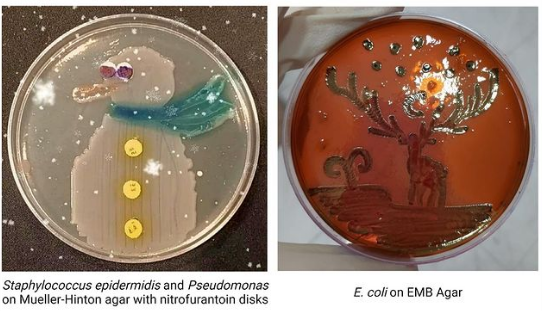 Staphylococcus epidermidis and Pseudomonas
on Mueller-Hinton agar with nitrofurantoin disks
E. coli on EMB Agar